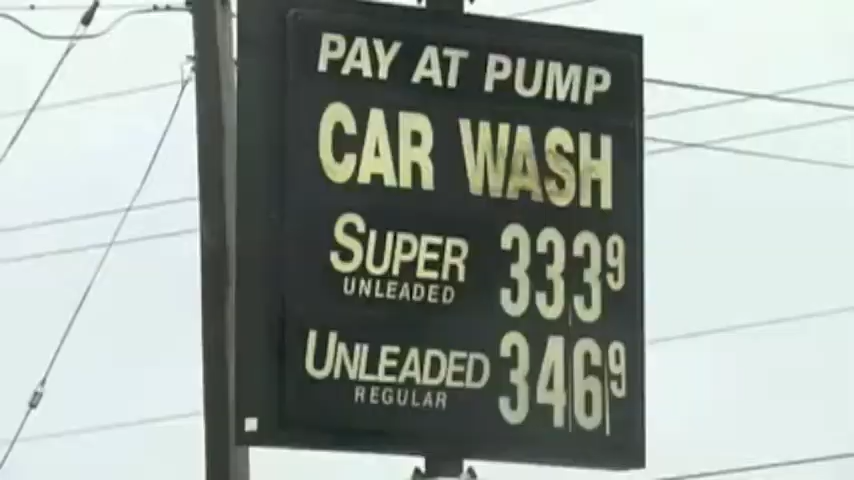 PAY AT PUMP
CAR WASH
SUPER 333 9
UNLEADED
UNLEADED 346 9
REGULAR